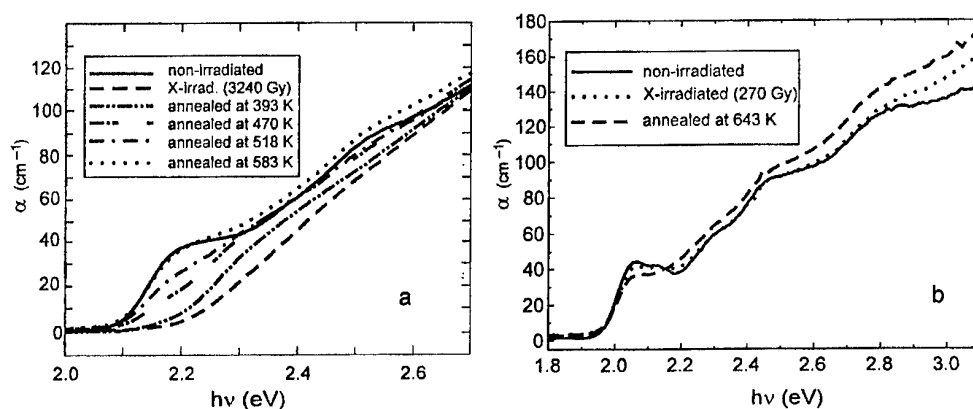 120
100
80
60
40
20
0
α (cm⁻¹)
non-irradiated
X-irrad. (3240 Gy)
annealed at 393 K
annealed at 470 K
annealed at 518 K
annealed at 583 K
a
2.0 2.2 2.4 2.6
hν (eV)
180
160
140
120
100
80
60
40
20
0
α (cm⁻¹)
non-irradiated
X-irradiated (270 Gy)
annealed at 643 K
b
1.8 2.0 2.2 2.4 2.6 2.8 3.0
hν (eV)